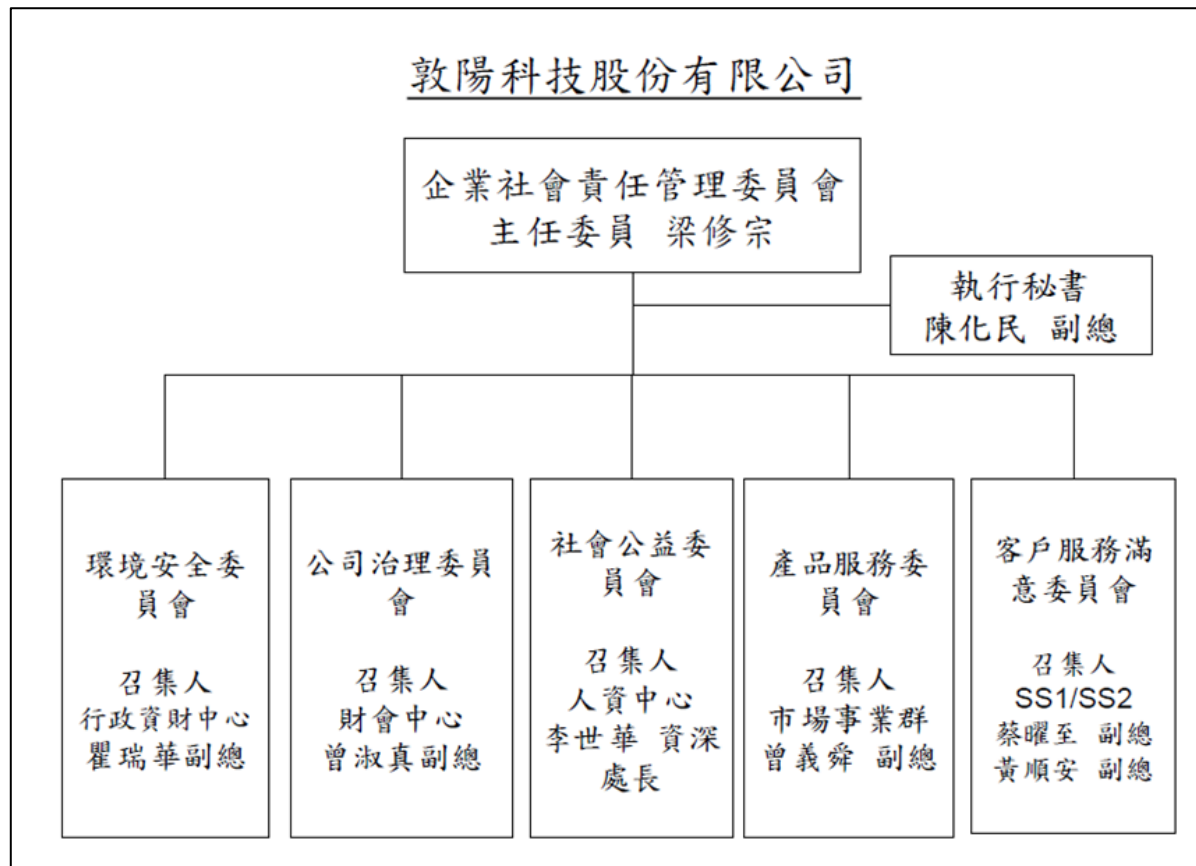 敦陽科技股份有限公司
企業社會責任管理委員會
主任委員 梁修宗
執行秘書
陳化民 副總
環境安全委
員會
召集人
行政資財中心
瞿瑞華副總
公司治理委員
會
召集人
財會中心
曾淑真副總
社會公益委
員會
召集人
人資中心
李世華 資深
處長
產品服務委
員會
召集人
市場事業群
曾義舜 副總
客戶服務滿
意委員會
召集人
SS1/SS2
蔡曜至 副總
黃順安 副總